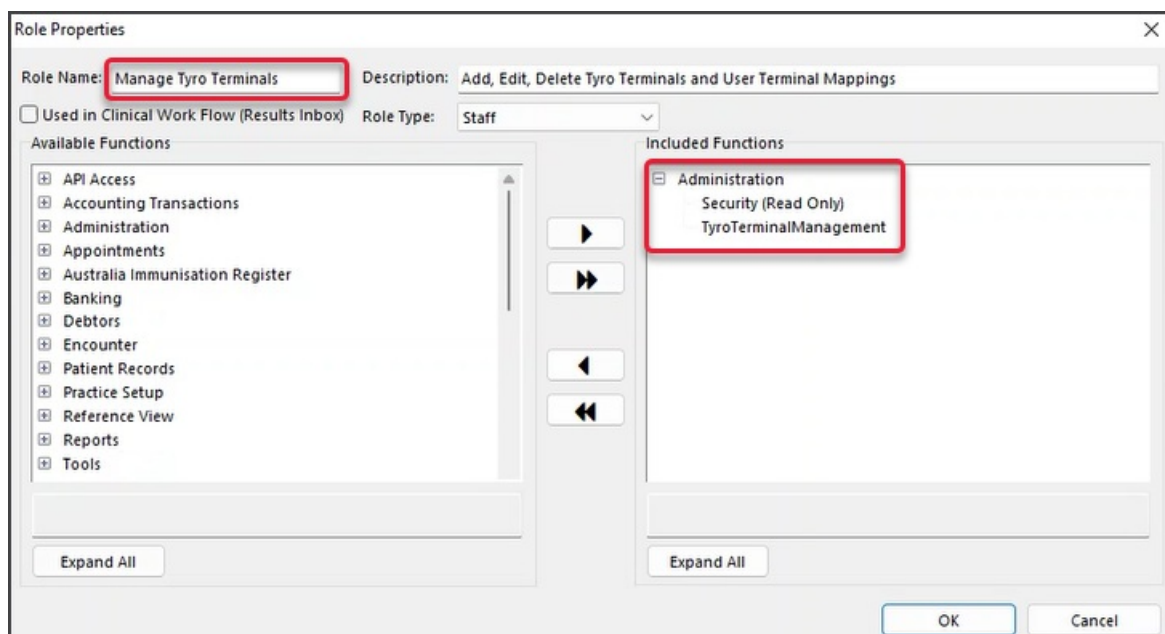 Role Properties
Role Name: Manage Tyro Terminals Description: Add, Edit, Delete Tyro Terminals and User Terminal Mappings
Used in Clinical Work Flow (Results Inbox) Role Type: Staff
Available Functions
API Access
Accounting Transactions
Administration
Appointments
Australia Immunisation Register
Banking
Debtors
Encounter
Patient Records
Practice Setup
Reference View
Reports
Tools
Expand All
Included Functions
Administration
Security (Read Only)
TyroTerminalManagement
Expand All
OK Cancel